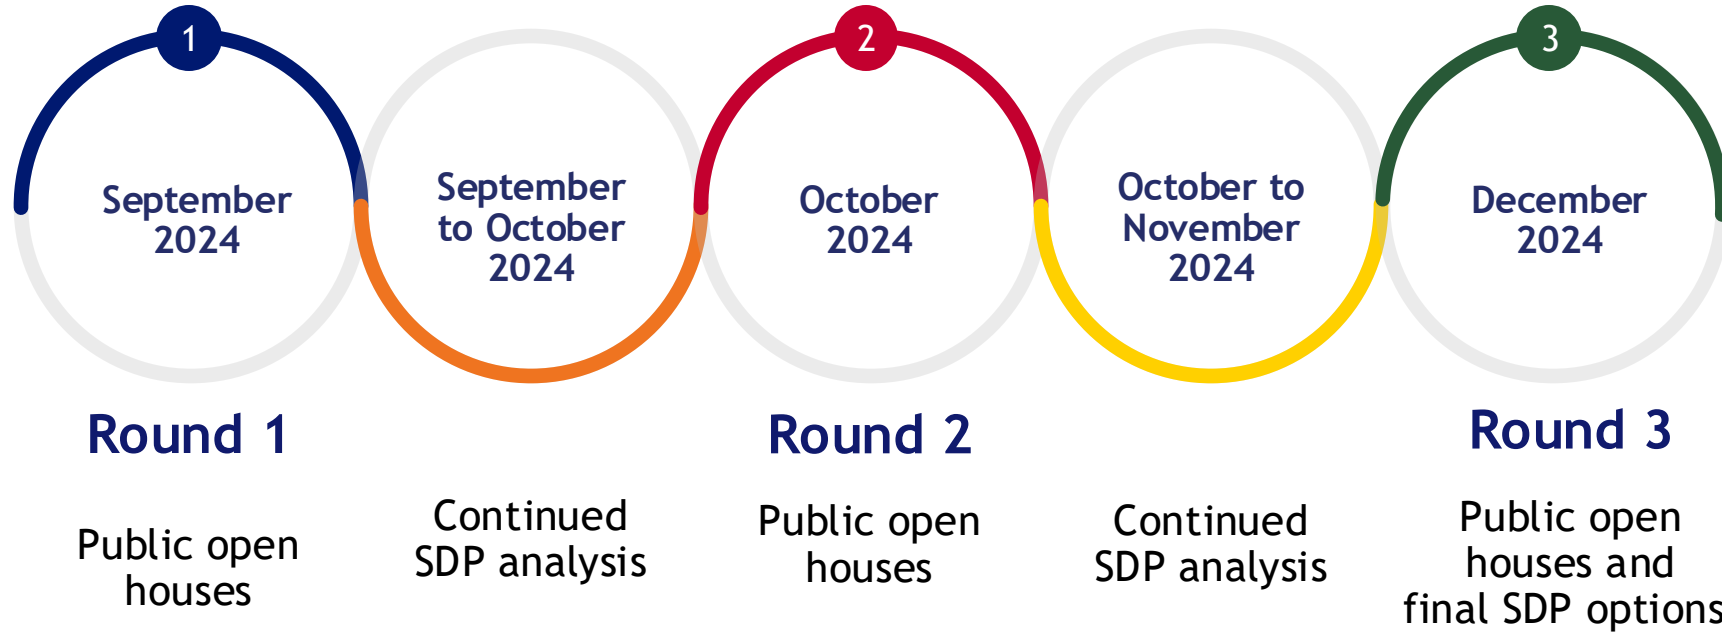 1
September
2024
Round 1
Public open
houses
September
to October
2024
Continued
SDP analysis
2
October
2024
Round 2
Public open
houses
October to
November
2024
Continued
SDP analysis
3
December
2024
Round 3
Public open
houses and
final SDP options